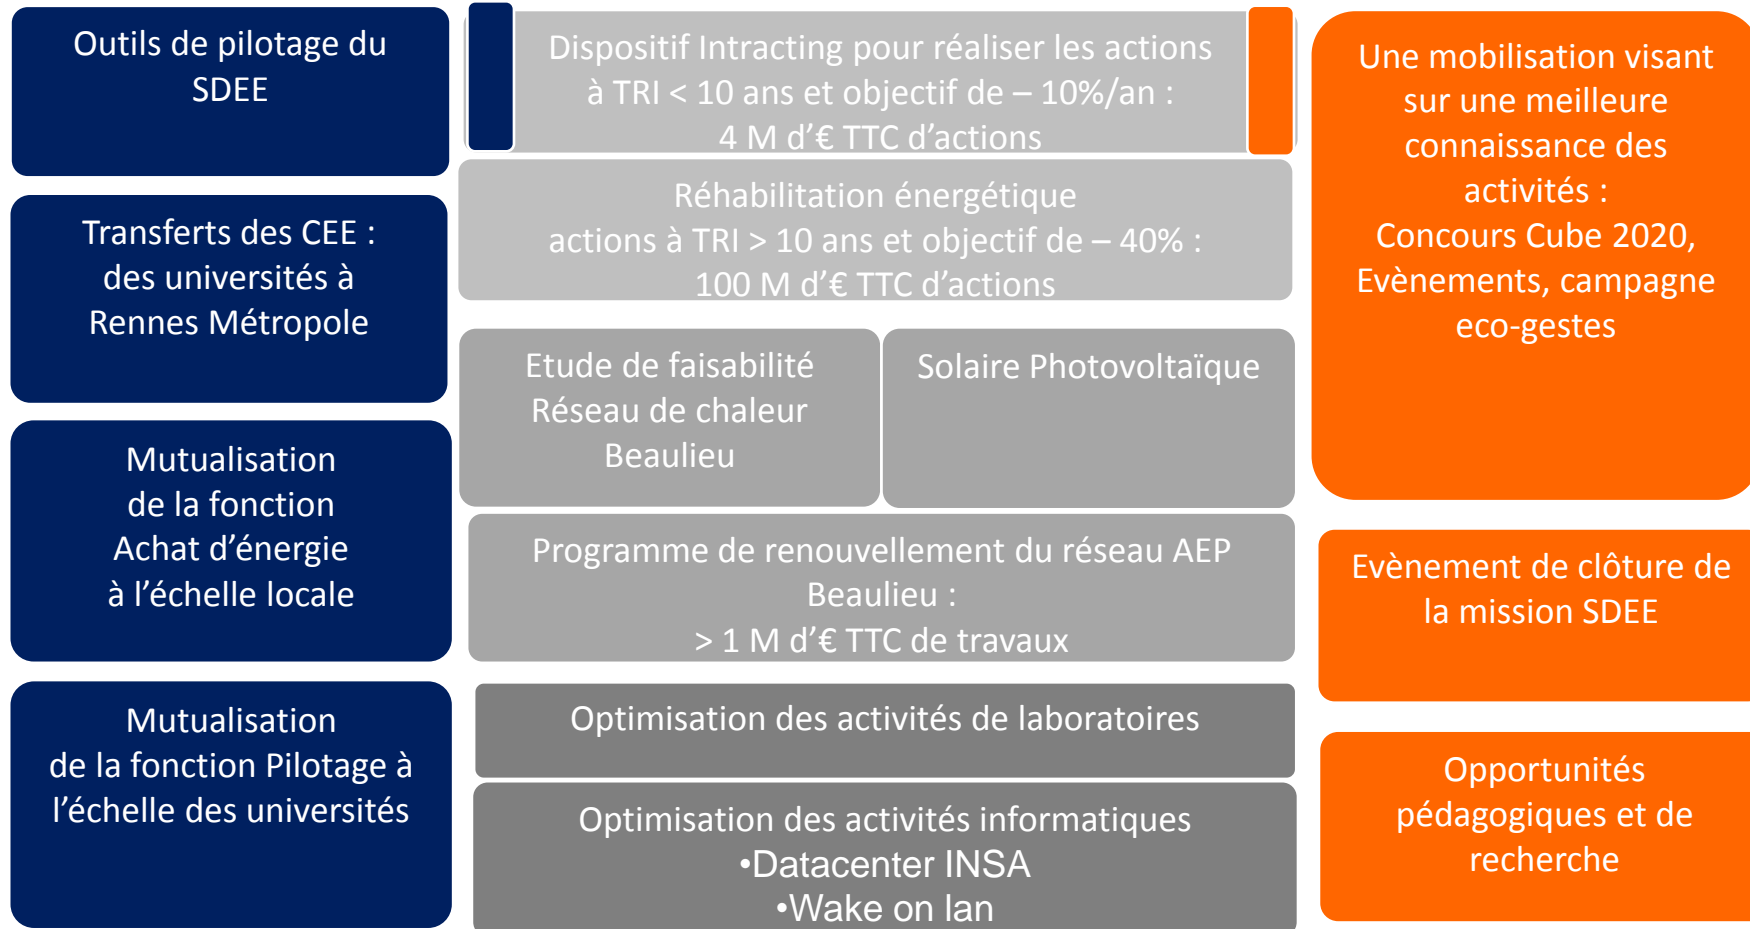 Outils de pilotage du
SDEE
Transferts des CEE :
des universités à
Rennes Métropole
Mutualisation
de la fonction
Achat d’énergie
à l’échelle locale
Mutualisation
de la fonction Pilotage à
l’échelle des universités
Dispositif Intracting pour réaliser les actions
à TRI < 10 ans et objectif de – 10%/an :
4 M d’€ TTC d’actions
Réhabilitation énergétique
actions à TRI > 10 ans et objectif de – 40% :
100 M d’€ TTC d’actions
Etude de faisabilité
Réseau de chaleur
Beaulieu
Solaire Photovoltaïque
Programme de renouvellement du réseau AEP
Beaulieu :
> 1 M d’€ TTC de travaux
Optimisation des activités de laboratoires
Optimisation des activités informatiques
•Datacenter INSA
•Wake on lan
Une mobilisation visant
sur une meilleure
connaissance des
activités :
Concours Cube 2020,
Evènements, campagne
eco-gestes
Evènement de clôture de
la mission SDEE
Opportunités
pédagogiques et de
recherche